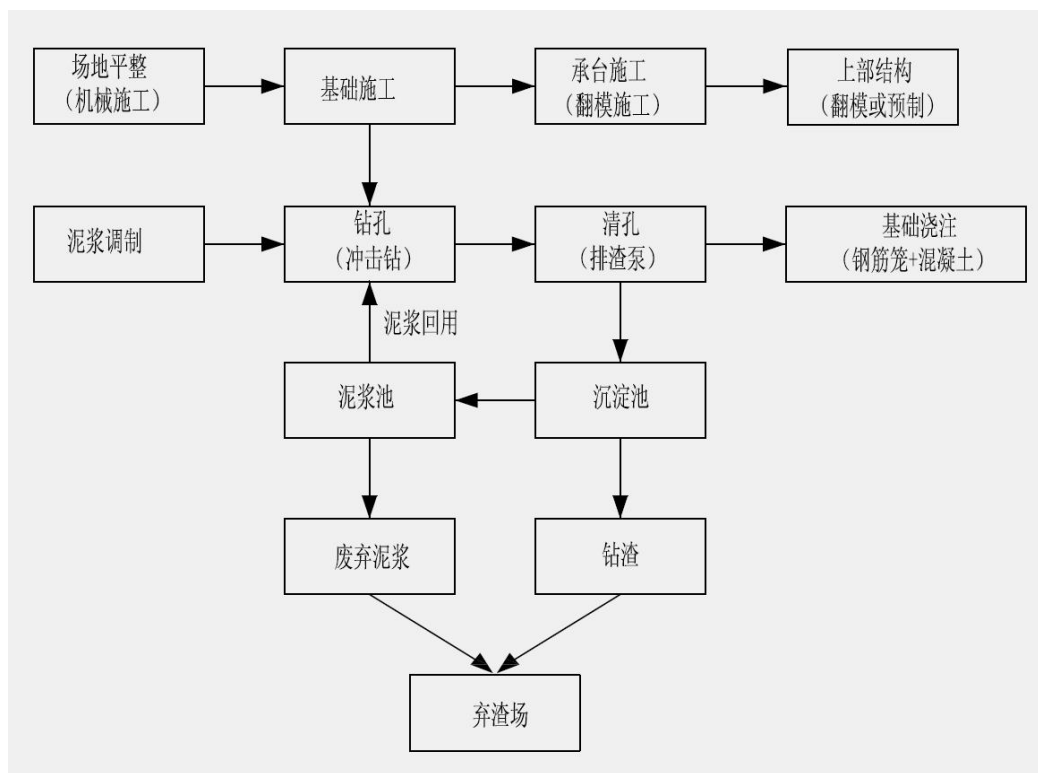 场地平整
（机械施工）
基础施工
承台施工
（翻模施工）
上部结构
（翻模或预制）
泥浆调制
钻孔
（冲击钻）
清孔
（排渣泵）
基础浇注
（钢筋笼+混凝土）
泥浆回用
泥浆池
沉淀池
废弃泥浆
钻渣
弃渣场